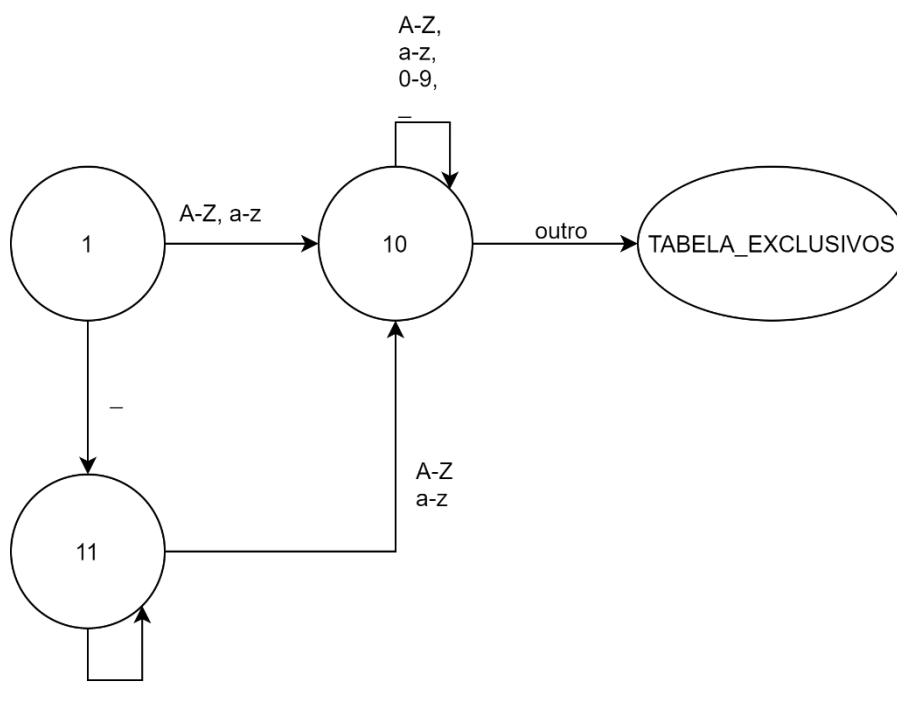 A-Z,
a-z,
0-9,
_
A-Z, a-z
1
10
outro
TABELA_EXCLUSIVOS
_
A-Z
a-z
11